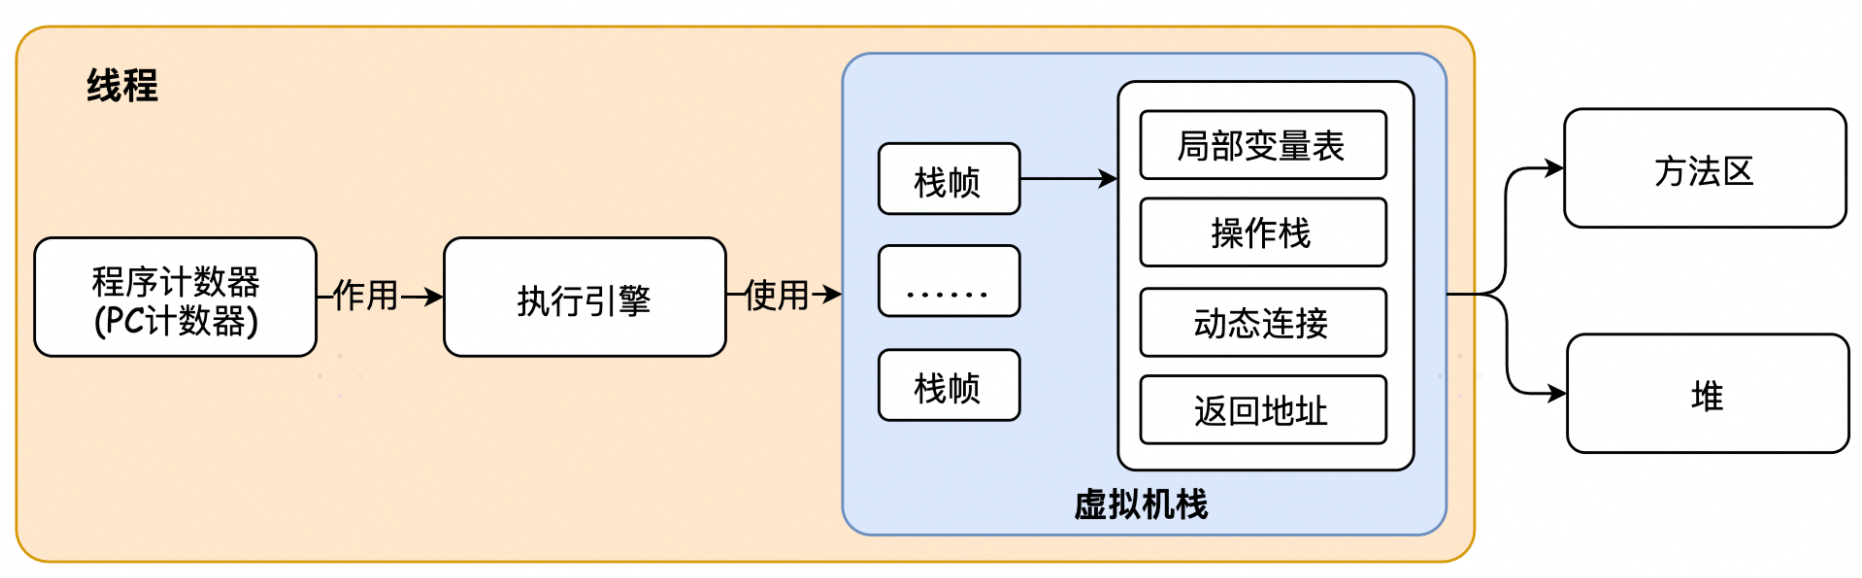 线程
程序计数器
(PC计数器)
作用
执行引擎
使用
栈帧
......
栈帧
局部变量表
操作栈
动态连接
返回地址
虚拟机栈
方法区
堆